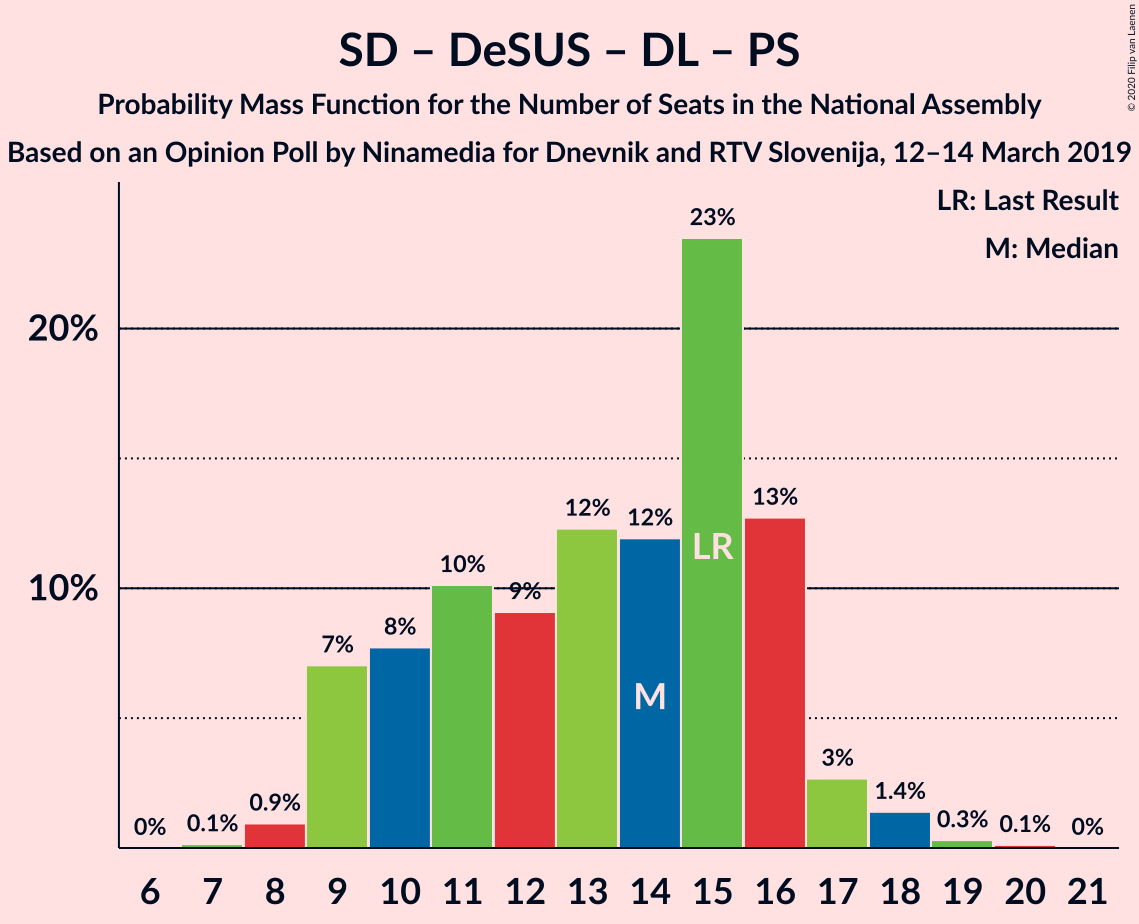 SD – DeSUS – DL – PS
Probability Mass Function for the Number of Seats in the National Assembly
Based on an Opinion Poll by Ninamedia for Dnevnik and RTV Slovenija, 12–14 March 2019
© 2020 Filip van Laenen
LR: Last Result
M: Median
20%
10%
0%
0.1%
0.9%
7%
8%
10%
9%
12%
12%
23%
13%
3%
1.4%
0.3%
0.1%
0%
LR
M
6 7 8 9 10 11 12 13 14 15 16 17 18 19 20 21